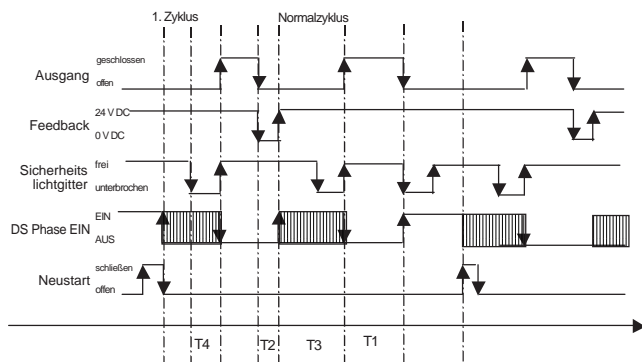 1. Zyklus
Normalzyklus
geschlossen
Ausgang
offen
24 V DC
Feedback
0 V DC
Sicherheits
lichtgitter
frei
unterbrochen
EIN
DS Phase EIN
AUS
schließen
Neustart
offen
T4
T2
T3
T1